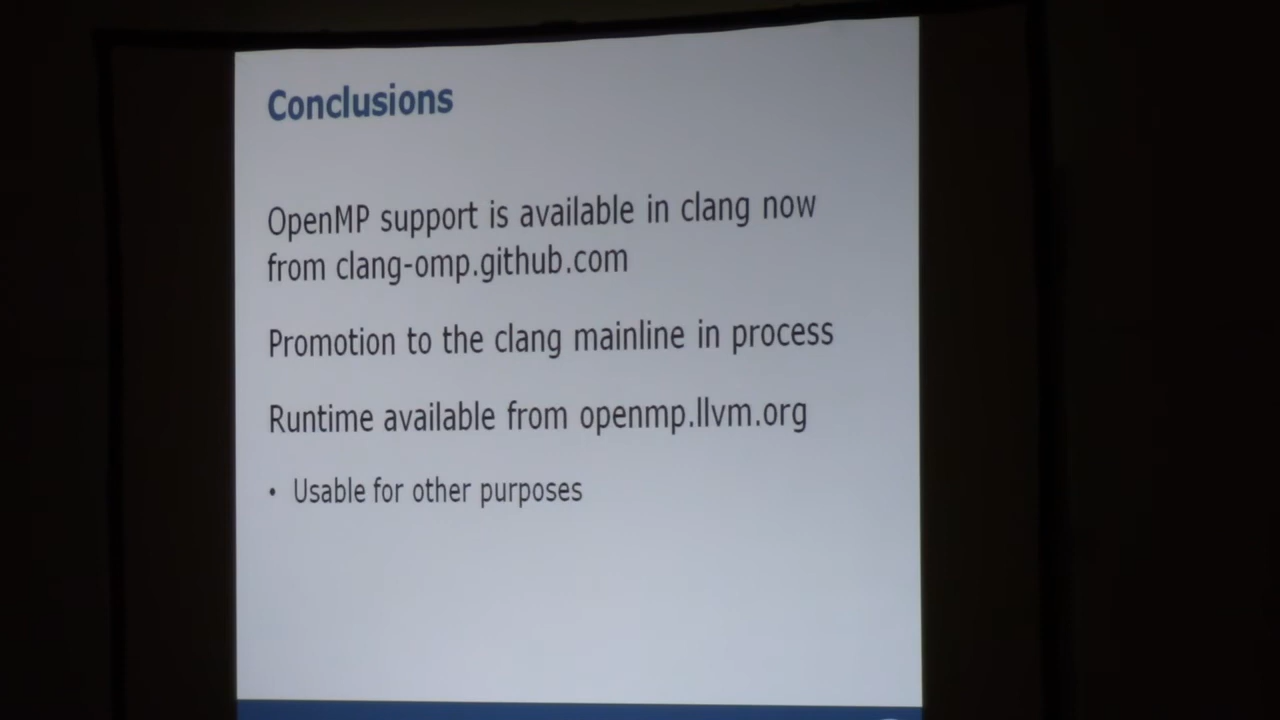 Conclusions
OpenMP support is available in clang now
from clang-omp.github.com
Promotion to the clang mainline in process
Runtime available from openmp.llvm.org
• Usable for other purposes